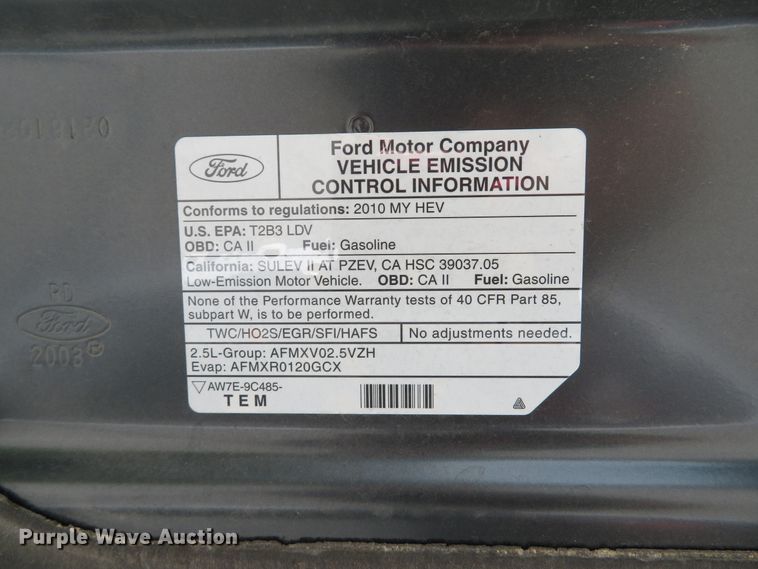 Ford Motor Company
VEHICLE EMISSION
CONTROL INFORMATION
Ford
Conforms to regulations: 2010 MY HEV
U.S. EPA: T2B3 LDV
OBD: CA II Fuel: Gasoline
California: SULEV II AT PZEV, CA HSC 39037.05
Low-Emission Motor Vehicle. OBD: CA II Fuel: Gasoline
None of the Performance Warranty tests of 40 CFR Part 85,
subpart W, is to be performed.
TWC/HO2S/EGR/SFI/HAFS No adjustments needed.
2.5L-Group: AFMXV02.5VZH
Evap: AFMXR0120GCX
AW7E-9C485-
TEM
PD
Ford
2003
Purple Wave Auction